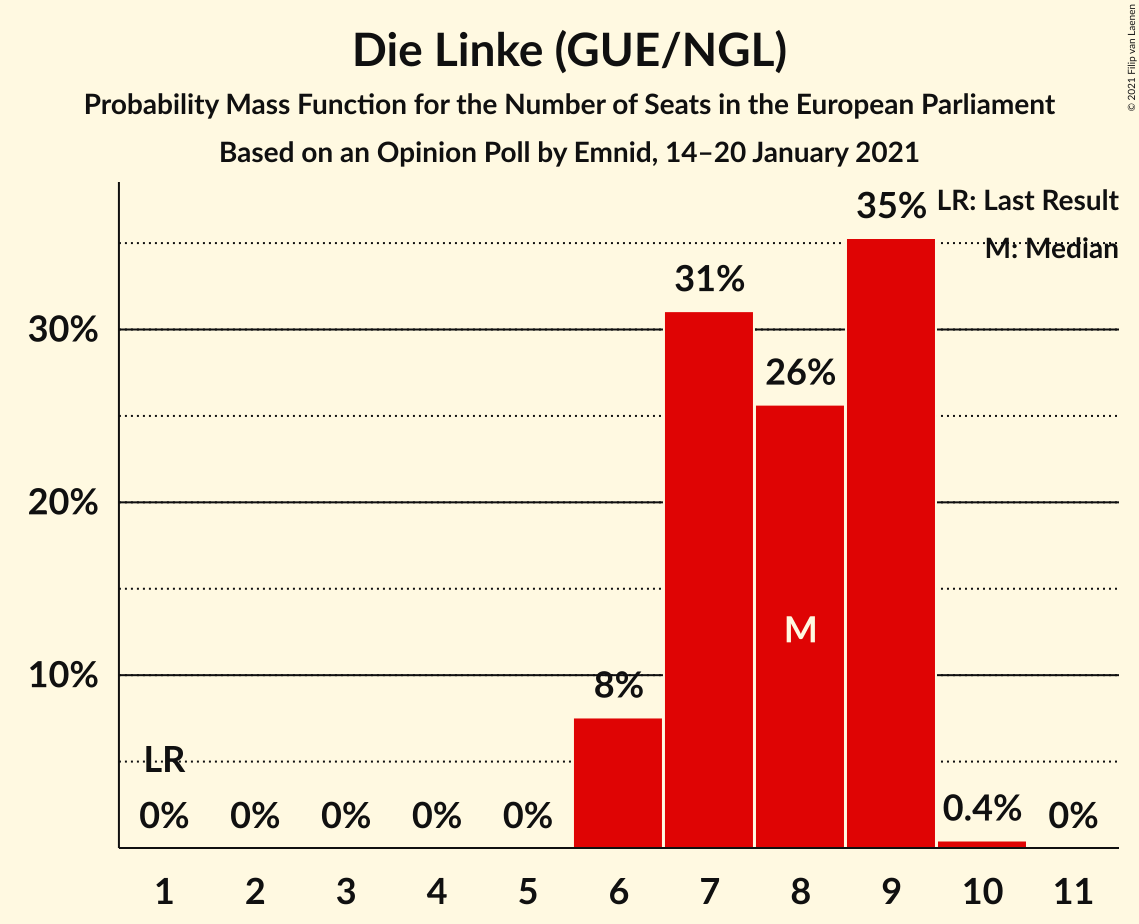 Die Linke (GUE/NGL)
Probability Mass Function for the Number of Seats in the European Parliament
Based on an Opinion Poll by Emnid, 14–20 January 2021
© 2021 Filip van Laenen
LR: Last Result
M: Median
35%
31%
30%
26%
20%
M
10%
8%
LR
0%
0%
0%
0%
0%
0.4%
0%
1 2 3 4 5 6 7 8 9 10 11